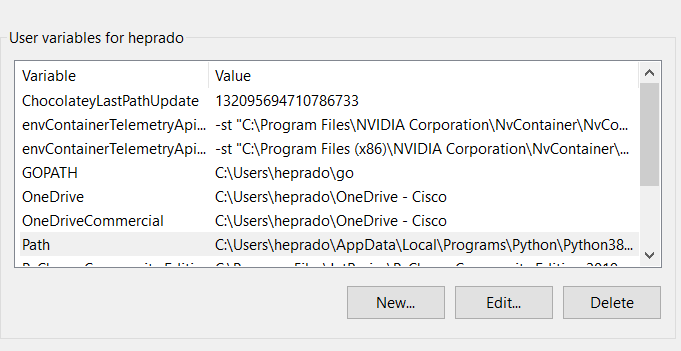 User variables for heprado
Variable Value
ChocolateyLastPathUpdate 132095694710786733
envContainerTelemetryApi... -st "C:\Program Files\NVIDIA Corporation\NvContainer\NvCo...
envContainerTelemetryApi... -st "C:\Program Files (x86)\NVIDIA Corporation\NvContainer\...
GOPATH C:\Users\heprado\go
OneDrive C:\Users\heprado\OneDrive - Cisco
OneDriveCommercial C:\Users\heprado\OneDrive - Cisco
Path C:\Users\heprado\AppData\Local\Programs\Python\Python38...
New... Edit... Delete